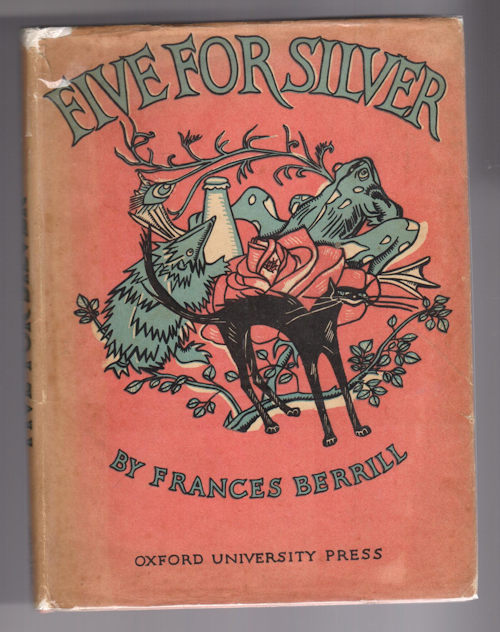 FIVE FOR SILVER
BY FRANCES BERRILL
OXFORD UNIVERSITY PRESS